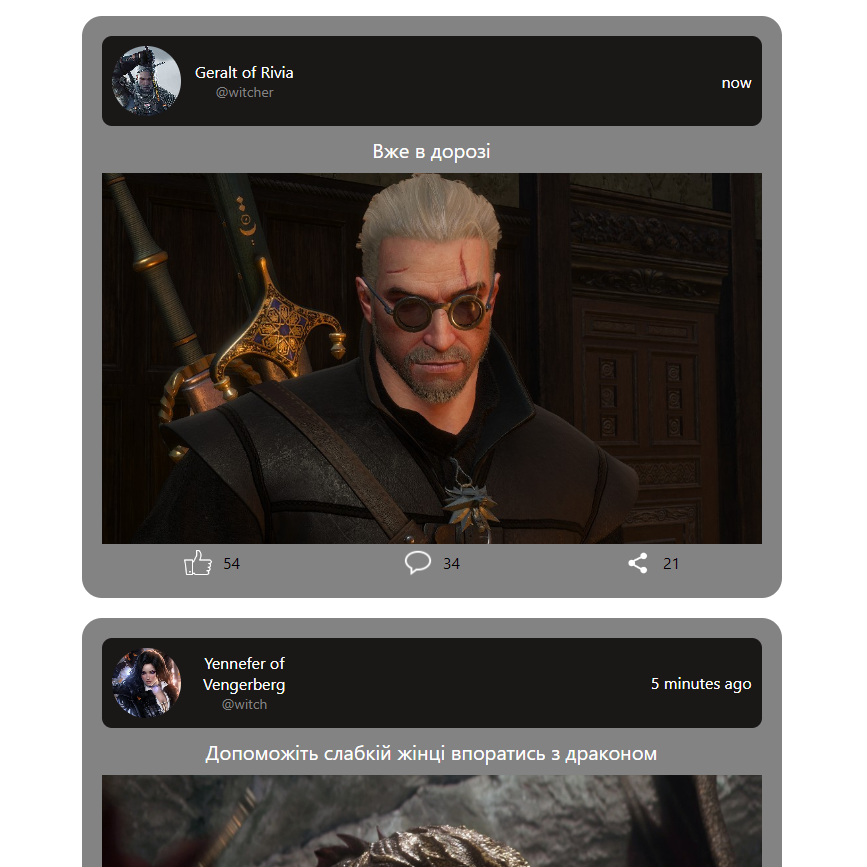 Geralt of Rivia
@witcher
now
Вже в дорозі
54
34
21
Yennefer of
Vengerberg
@witch
5 minutes ago
Допоможіть слабкій жінці впоратись з драконом